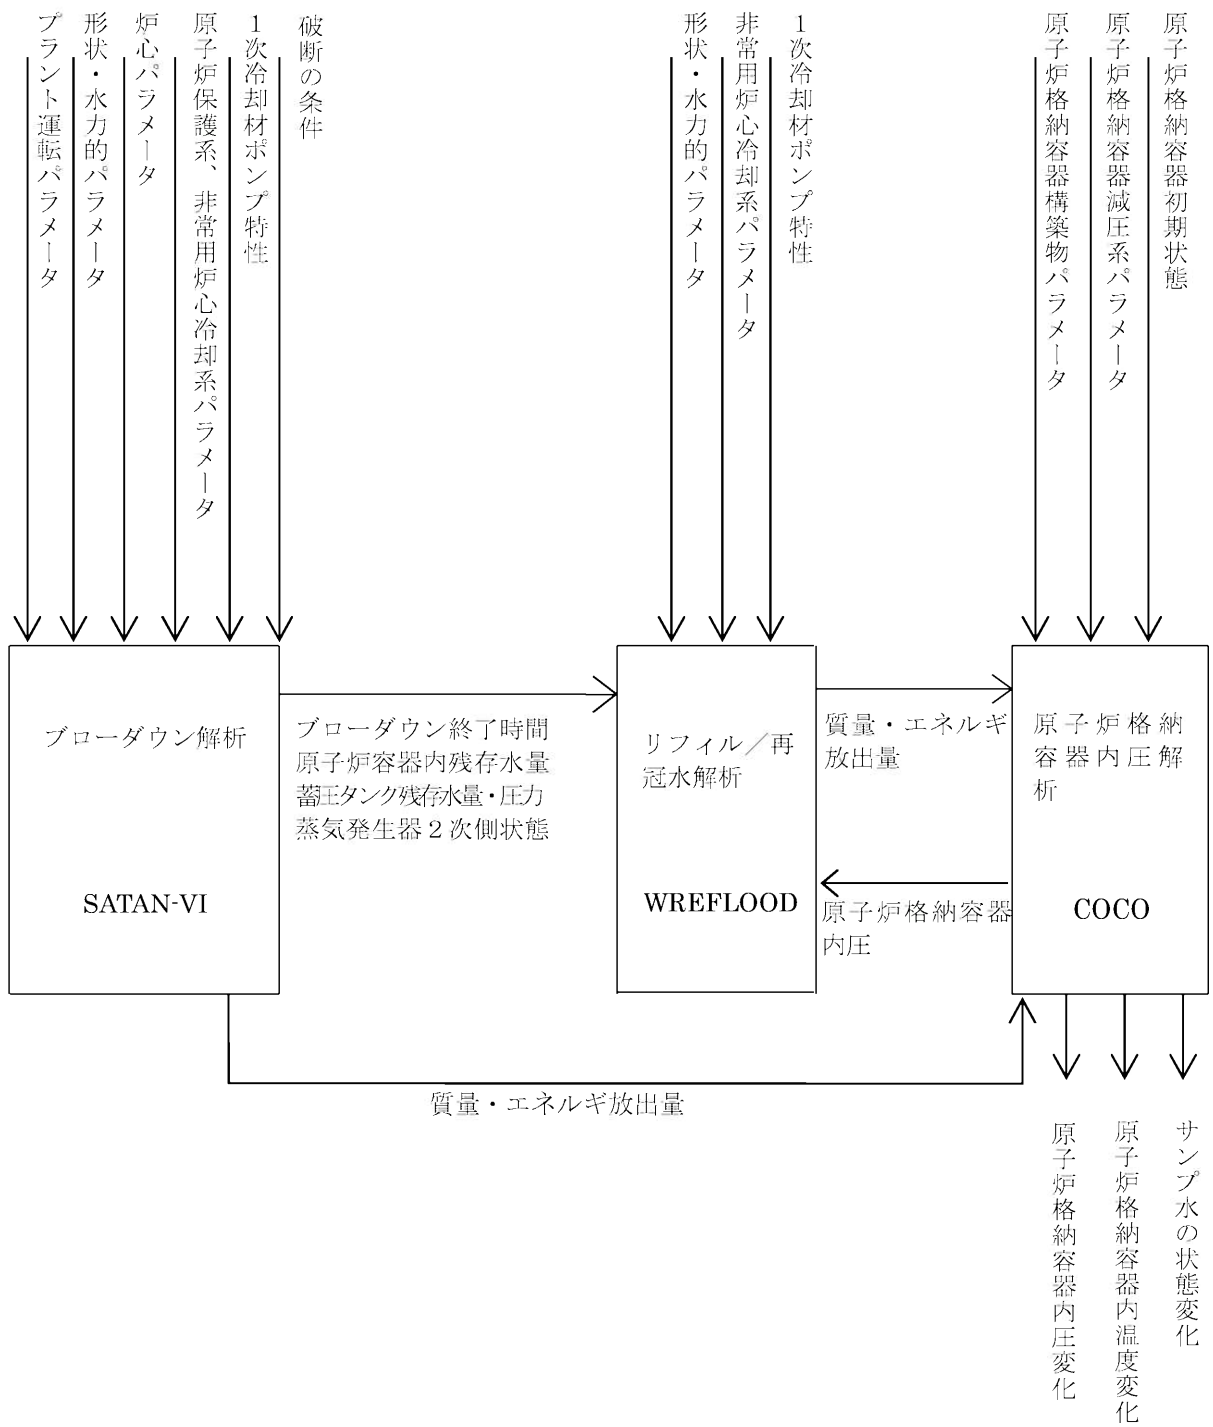 プラント運転パラメータ
形状・水力的パラメータ
炉心パラメータ
原子炉保護系、非常用炉心冷却系パラメータ
1次冷却材ポンプ特性
破断の条件
形状・水力的パラメータ
非常用炉心冷却系パラメータ
1次冷却材ポンプ特性
原子炉格納容器構築物パラメータ
原子炉格納容器減圧系パラメータ
原子炉格納容器初期状態
ブローダウン解析
SATAN-VI
ブローダウン終了時間
原子炉容器内残存水量
蓄圧タンク残存水量・圧力
蒸気発生器2次側状態
リフィル／再
冠水解析
WREFLOOD
質量・エネルギ
放出量
原子炉格納容器
内圧
原子炉格納
容器内圧解
析
COCO
質量・エネルギ放出量
原子炉格納容器内圧変化
原子炉格納容器内温度変化
サンプ水の状態変化